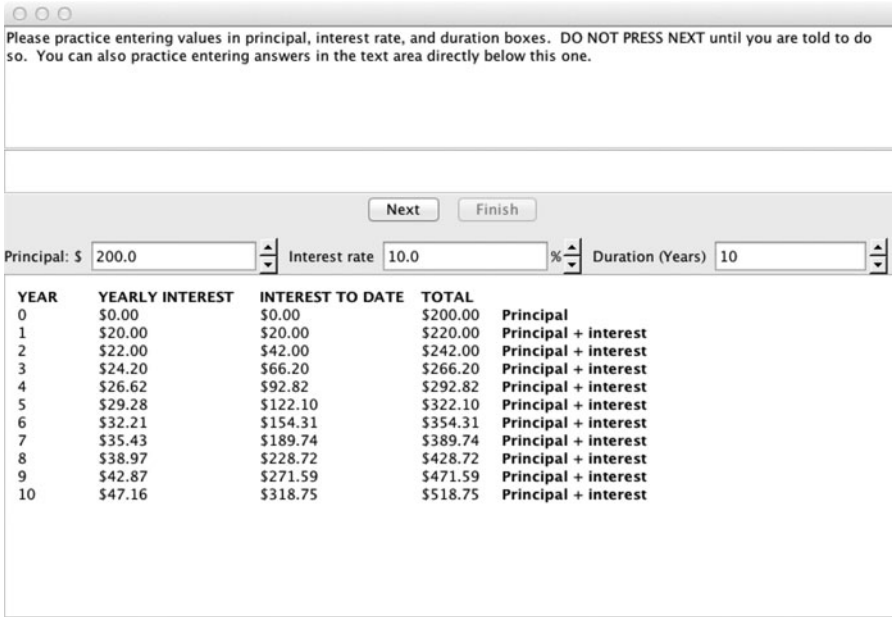 Please practice entering values in principal, interest rate, and duration boxes.  DO NOT PRESS NEXT until you are told to do
so.  You can also practice entering answers in the text area directly below this one.
Next Finish
Principal: $ 200.0 Interest rate 10.0 % Duration (Years) 10
YEAR YEARLY INTEREST INTEREST TO DATE TOTAL
0 $0.00 $0.00 $200.00 Principal
1 $20.00 $20.00 $220.00 Principal + interest
2 $22.00 $42.00 $242.00 Principal + interest
3 $24.20 $66.20 $266.20 Principal + interest
4 $26.62 $92.82 $292.82 Principal + interest
5 $29.28 $122.10 $322.10 Principal + interest
6 $32.21 $154.31 $354.31 Principal + interest
7 $35.43 $189.74 $389.74 Principal + interest
8 $38.97 $228.72 $428.72 Principal + interest
9 $42.87 $271.59 $471.59 Principal + interest
10 $47.16 $318.75 $518.75 Principal + interest